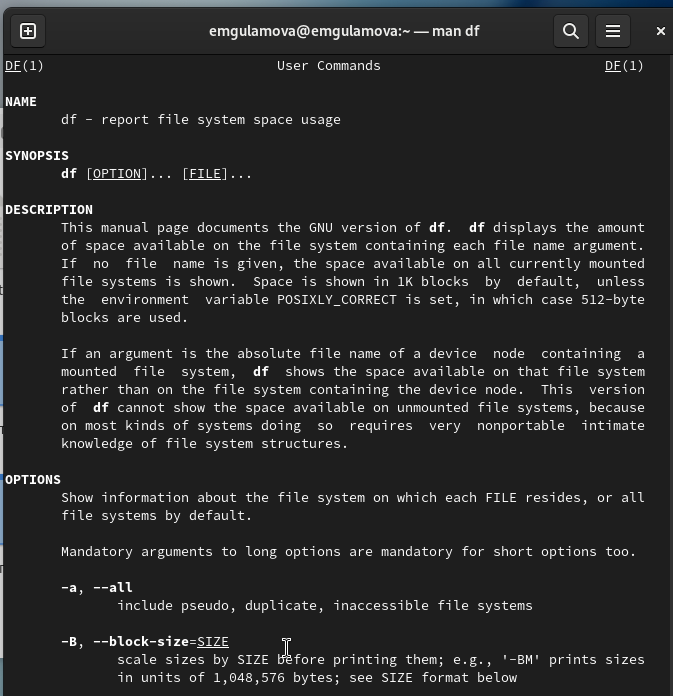 emgulamova@emgulamova:~ — man df
DF(1) User Commands DF(1)
NAME
df - report file system space usage
SYNOPSIS
df [OPTION]... [FILE]...
DESCRIPTION
This manual page documents the GNU version of df. df displays the amount
of space available on the file system containing each file name argument.
If no file name is given, the space available on all currently mounted
file systems is shown. Space is shown in 1K blocks by default, unless
the environment variable POSIXLY_CORRECT is set, in which case 512-byte
blocks are used.
If an argument is the absolute file name of a device node containing a
mounted file system, df shows the space available on that file system
rather than on the file system containing the device node. This version
of df cannot show the space available on unmounted file systems, because
on most kinds of systems doing so requires very nonportable intimate
knowledge of file system structures.
OPTIONS
Show information about the file system on which each FILE resides, or all
file systems by default.
Mandatory arguments to long options are mandatory for short options too.
-a, --all
include pseudo, duplicate, inaccessible file systems
-B, --block-size=SIZE
scale sizes by SIZE before printing them; e.g., '-BM' prints sizes
in units of 1,048,576 bytes; see SIZE format below